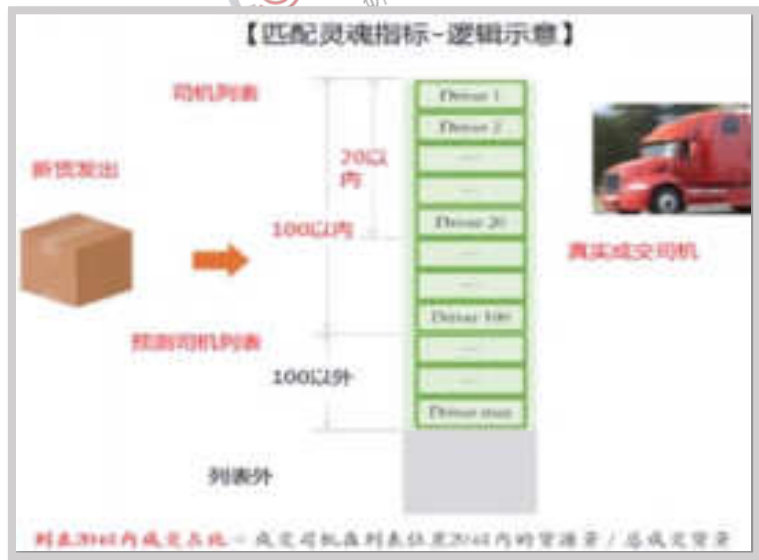 【匹配灵魂指标-逻辑示意】
司机列表
Driver 1
Driver 2
...
20以内
新货发出
...
Driver 20
100以内
真实成交司机
...
...
Driver 100
预测司机列表
...
100以外
...
Driver max
列表外
列表20以内成交占比 = 成交司机在列表位置20以内的货源量 / 总成交货量